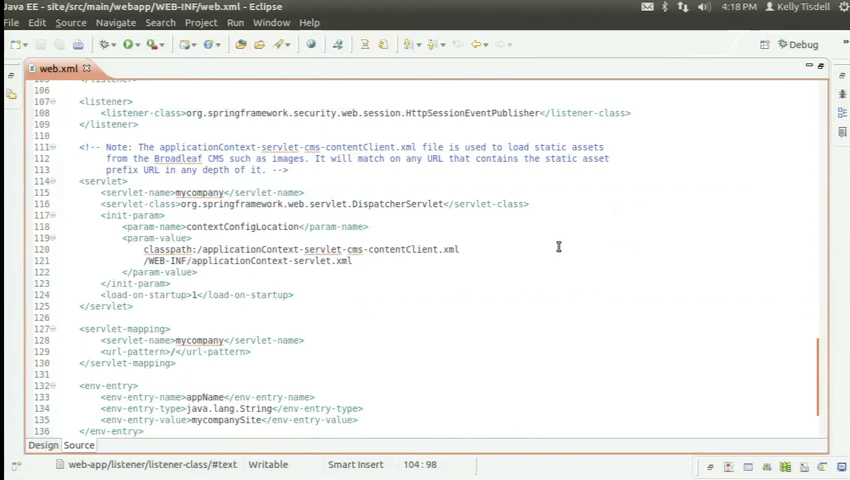 Java EE - site/src/main/webapp/WEB-INF/web.xml - Eclipse
4:18 PM Kelly Tisdell
File Edit Source Navigate Search Project Run Window Help
Debug
web.xml
106
107 <listener>
108 <listener-class>org.springframework.security.web.session.HttpSessionEventPublisher</listener-class>
109 </listener>
110
111 <!-- Note: The applicationContext-servlet-cms-contentClient.xml file is used to load static assets
112 from the Broadleaf CMS such as images. It will match on any URL that contains the static asset
113 prefix URL in any depth of it. -->
114 <servlet>
115 <servlet-name>mycompany</servlet-name>
116 <servlet-class>org.springframework.web.servlet.DispatcherServlet</servlet-class>
117 <init-param>
118 <param-name>contextConfigLocation</param-name>
119 <param-value>
120 classpath:/applicationContext-servlet-cms-contentClient.xml
121 /WEB-INF/applicationContext-servlet.xml
122 </param-value>
123 </init-param>
124 <load-on-startup>1</load-on-startup>
125 </servlet>
126
127 <servlet-mapping>
128 <servlet-name>mycompany</servlet-name>
129 <url-pattern>/</url-pattern>
130 </servlet-mapping>
131
132 <env-entry>
133 <env-entry-name>appName</env-entry-name>
134 <env-entry-type>java.lang.String</env-entry-type>
135 <env-entry-value>mycompanySite</env-entry-value>
136 </env-entry>
Design Source
web-app/listener/listener-class/#text Writable Smart Insert 104 : 98